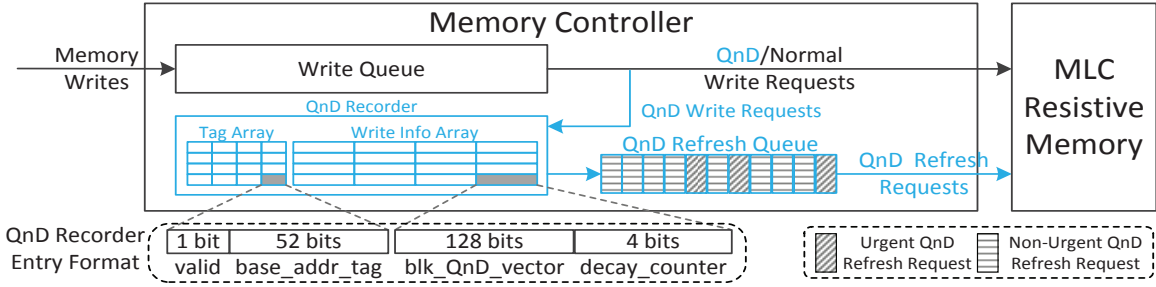 Memory Controller
Memory
Writes
Write Queue
QnD/Normal
Write Requests
MLC
Resistive
Memory
QnD Recorder
QnD Write Requests
Tag Array
Write Info Array
QnD Refresh Queue
QnD Refresh
Requests
QnD Recorder
Entry Format
1 bit
52 bits
128 bits
4 bits
valid
base_addr_tag
blk_QnD_vector
decay_counter
Urgent QnD
Refresh Request
Non-Urgent QnD
Refresh Request